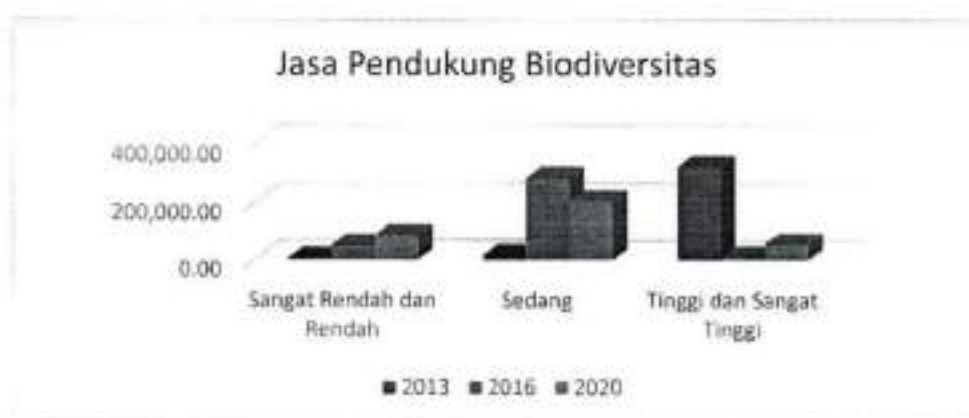 Jasa Pendukung Biodiversitas
400,000.00
200,000.00
0.00
Sangat Rendah dan
Rendah
Sedang
Tinggi dan Sangat
Tinggi
2013 2016 2020